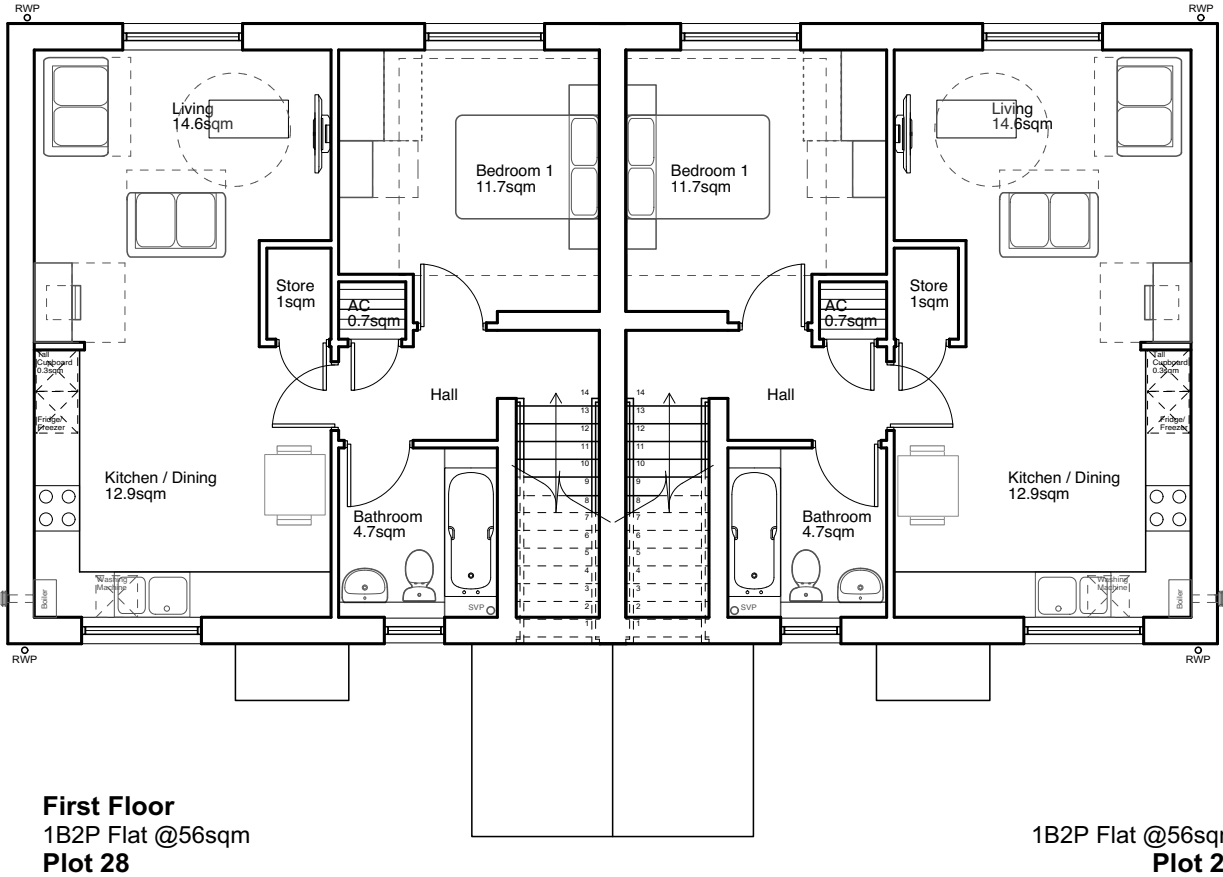 RWP
RWP
Living
14.6sqm
Living
14.6sqm
Bedroom 1
11.7sqm
Bedroom 1
11.7sqm
Store
1sqm
AC
0.7sqm
AC
0.7sqm
Store
1sqm
Tall
Cupboard
0.3sqm
Fridge/
Freezer
Hall
Hall
Tall
Cupboard
0.3sqm
Fridge/
Freezer
14
13
12
11
10
9
8
7
6
5
4
3
2
1
14
13
12
11
10
9
8
7
6
5
4
3
2
1
Kitchen / Dining
12.9sqm
Kitchen / Dining
12.9sqm
Bathroom
4.7sqm
Bathroom
4.7sqm
Boiler
Washing
Machine
SVP
SVP
Washing
Machine
Boiler
RWP
RWP
First Floor
1B2P Flat @56sqm
Plot 28
1B2P Flat @56sq
Plot 2